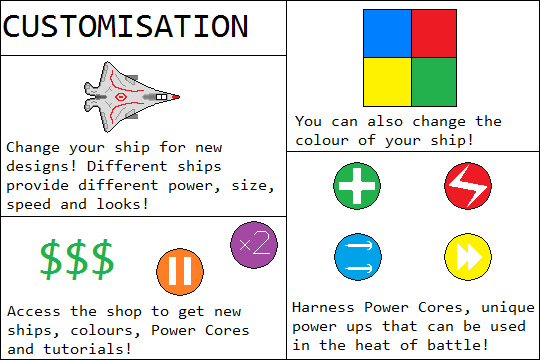 CUSTOMISATION
Change your ship for new
designs! Different ships
provide different power, size,
speed and looks!
You can also change the
colour of your ship!
$$$
×2
Access the shop to get new
ships, colours, Power Cores
and tutorials!
Harness Power Cores, unique
power ups that can be used
in the heat of battle!